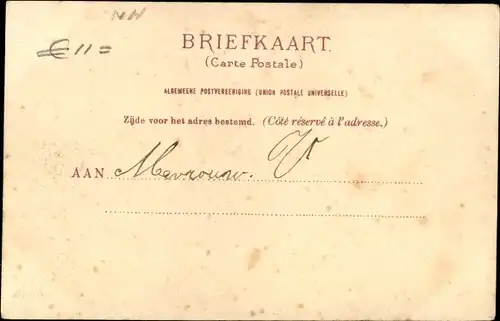 NH
€ 11=
BRIEFKAART.
(Carte Postale)
ALGEMEENE POSTVEREENIGING (UNION POSTALE UNIVERSELLE)
Zijde voor het adres bestemd. (Côté réservé à l'adresse.)
AAN Mevrouw.